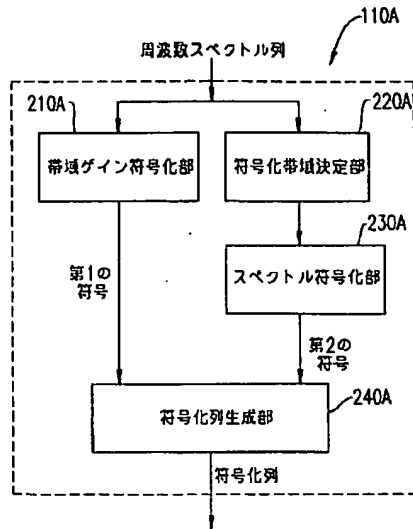 110A
周波数スペクトル列
210A
220A
帯域ゲイン符号化部
符号化帯域決定部
230A
スペクトル符号化部
第1の
符号
第2の
符号
240A
符号化列生成部
符号化列